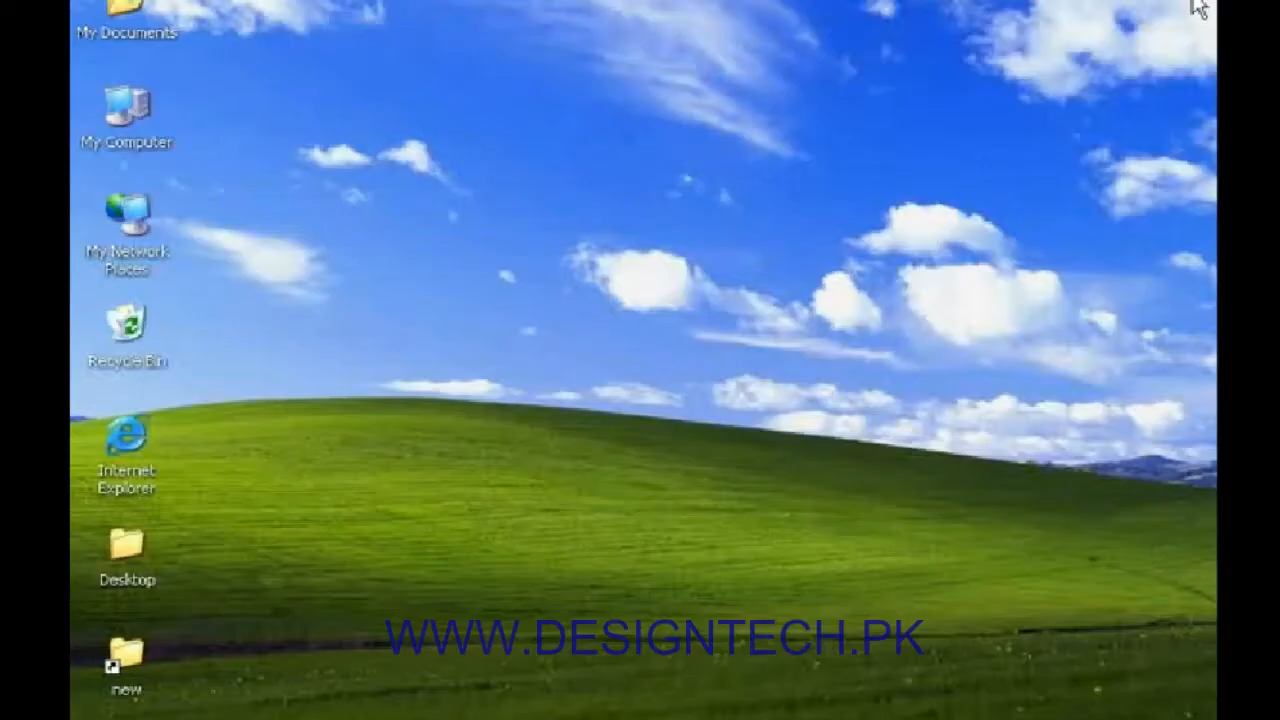 My Documents
My Computer
My Network
Places
Recycle Bin
Internet
Explorer
Desktop
new
WWW.DESIGNTECH.PK